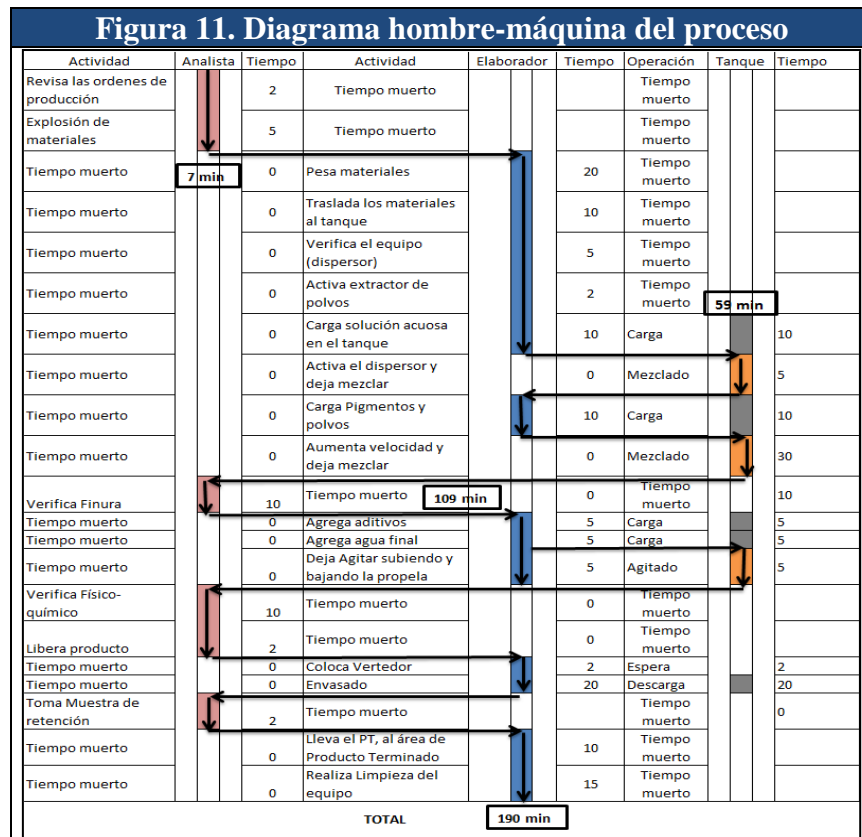 Figura 11. Diagrama hombre-máquina del proceso
Actividad Analista Tiempo Actividad Elaborador Tiempo Operación Tanque Tiempo
Revisa las ordenes de
producción
2
Tiempo muerto
Tiempo
muerto
Explosión de
materiales
5
Tiempo muerto
Tiempo
muerto
Tiempo muerto
7 min
0
Pesa materiales
20
Tiempo
muerto
Tiempo muerto
0
Traslada los materiales
al tanque
10
Tiempo
muerto
Tiempo muerto
0
Verifica el equipo
(dispersor)
5
Tiempo
muerto
Tiempo muerto
0
Activa extractor de
polvos
2
Tiempo
muerto
59 min
Tiempo muerto
0
Carga solución acuosa
en el tanque
10
Carga
10
Tiempo muerto
0
Activa el dispersor y
deja mezclar
0
Mezclado
5
Tiempo muerto
0
Carga Pigmentos y
polvos
10
Carga
10
Tiempo muerto
0
Aumenta velocidad y
deja mezclar
0
Mezclado
30
Verifica Finura
10
Tiempo muerto
109 min
0
Tiempo
muerto
10
Tiempo muerto
0
Agrega aditivos
5
Carga
5
Tiempo muerto
0
Agrega agua final
5
Carga
5
Tiempo muerto
0
Deja Agitar subiendo y
bajando la propela
5
Agitado
5
Verifica Físico-
químico
10
Tiempo muerto
0
Tiempo
muerto
Libera producto
2
Tiempo muerto
0
Tiempo
muerto
Tiempo muerto
0
Coloca Vertedor
2
Espera
2
Tiempo muerto
0
Envasado
20
Descarga
20
Toma Muestra de
retención
2
Tiempo muerto
Tiempo
muerto
0
Tiempo muerto
0
Lleva el PT, al área de
Producto Terminado
10
Tiempo
muerto
Tiempo muerto
0
Realiza Limpieza del
equipo
15
Tiempo
muerto
TOTAL
190 min